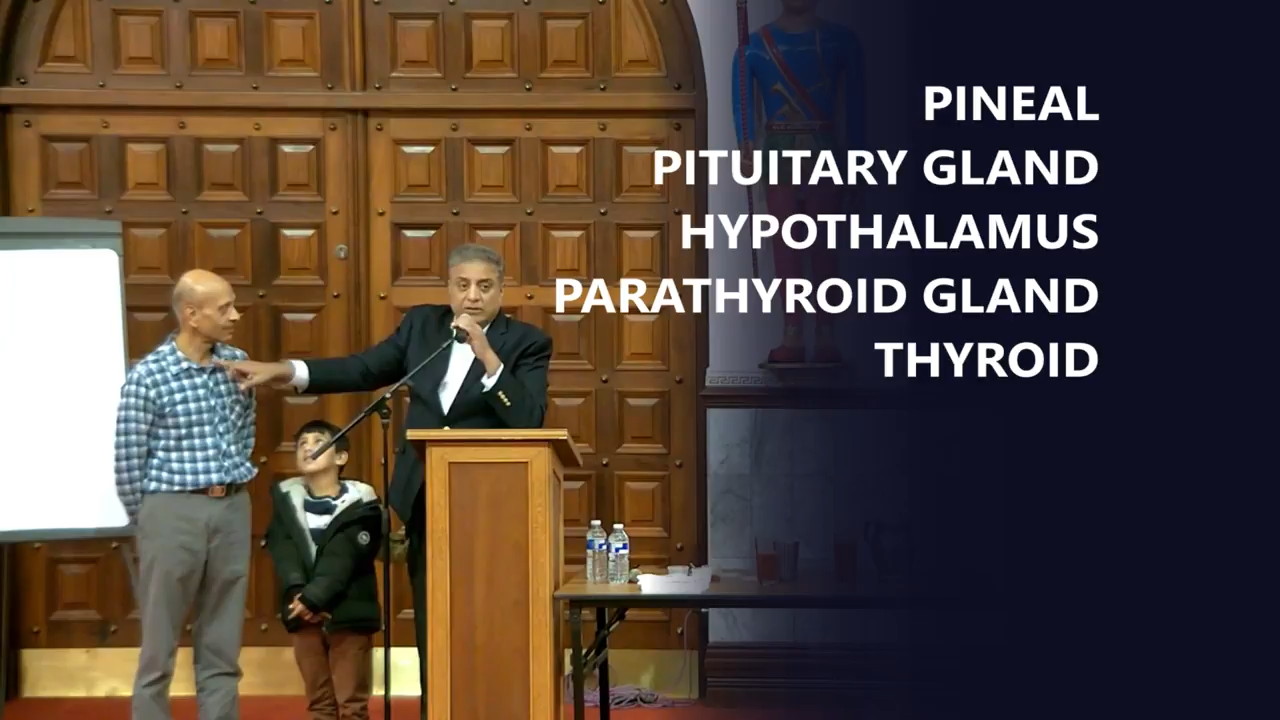 PINEAL
PITUITARY GLAND
HYPOTHALAMUS
PARATHYROID GLAND
THYROID